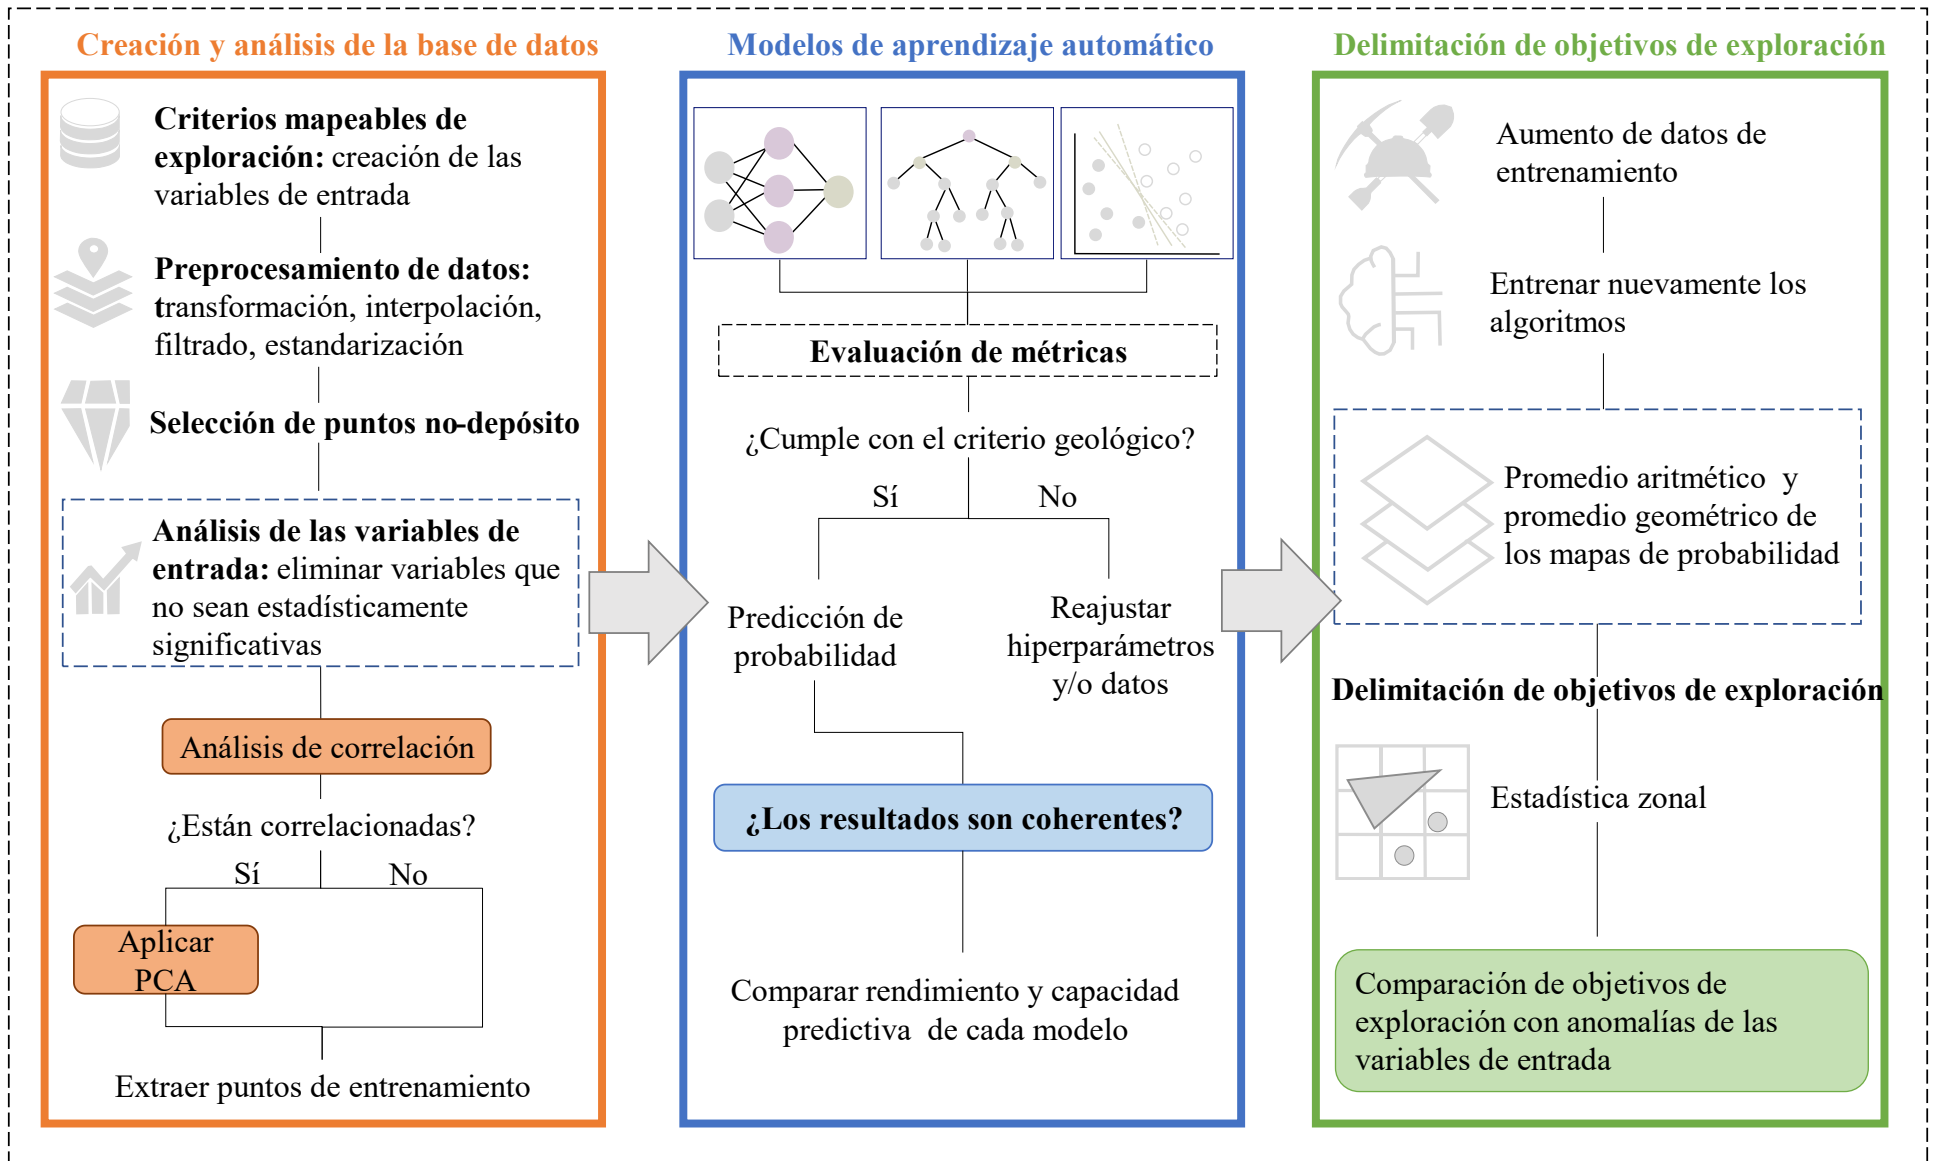 Creación y análisis de la base de datos
Criterios mapeables de
exploración: creación de las
variables de entrada
Preprocesamiento de datos:
transformación, interpolación,
filtrado, estandarización
Selección de puntos no-depósito
Análisis de las variables de
entrada: eliminar variables que
no sean estadísticamente
significativas
Análisis de correlación
¿Están correlacionadas?
Sí No
Aplicar
PCA
Extraer puntos de entrenamiento
Modelos de aprendizaje automático
Evaluación de métricas
¿Cumple con el criterio geológico?
Sí No
Predicción de
probabilidad
Reajustar
hiperparámetros
y/o datos
¿Los resultados son coherentes?
Comparar rendimiento y capacidad
predictiva de cada modelo
Delimitación de objetivos de exploración
Aumento de datos de
entrenamiento
Entrenar nuevamente los
algoritmos
Promedio aritmético y
promedio geométrico de
los mapas de probabilidad
Delimitación de objetivos de exploración
Estadística zonal
Comparación de objetivos de
exploración con anomalías de las
variables de entrada